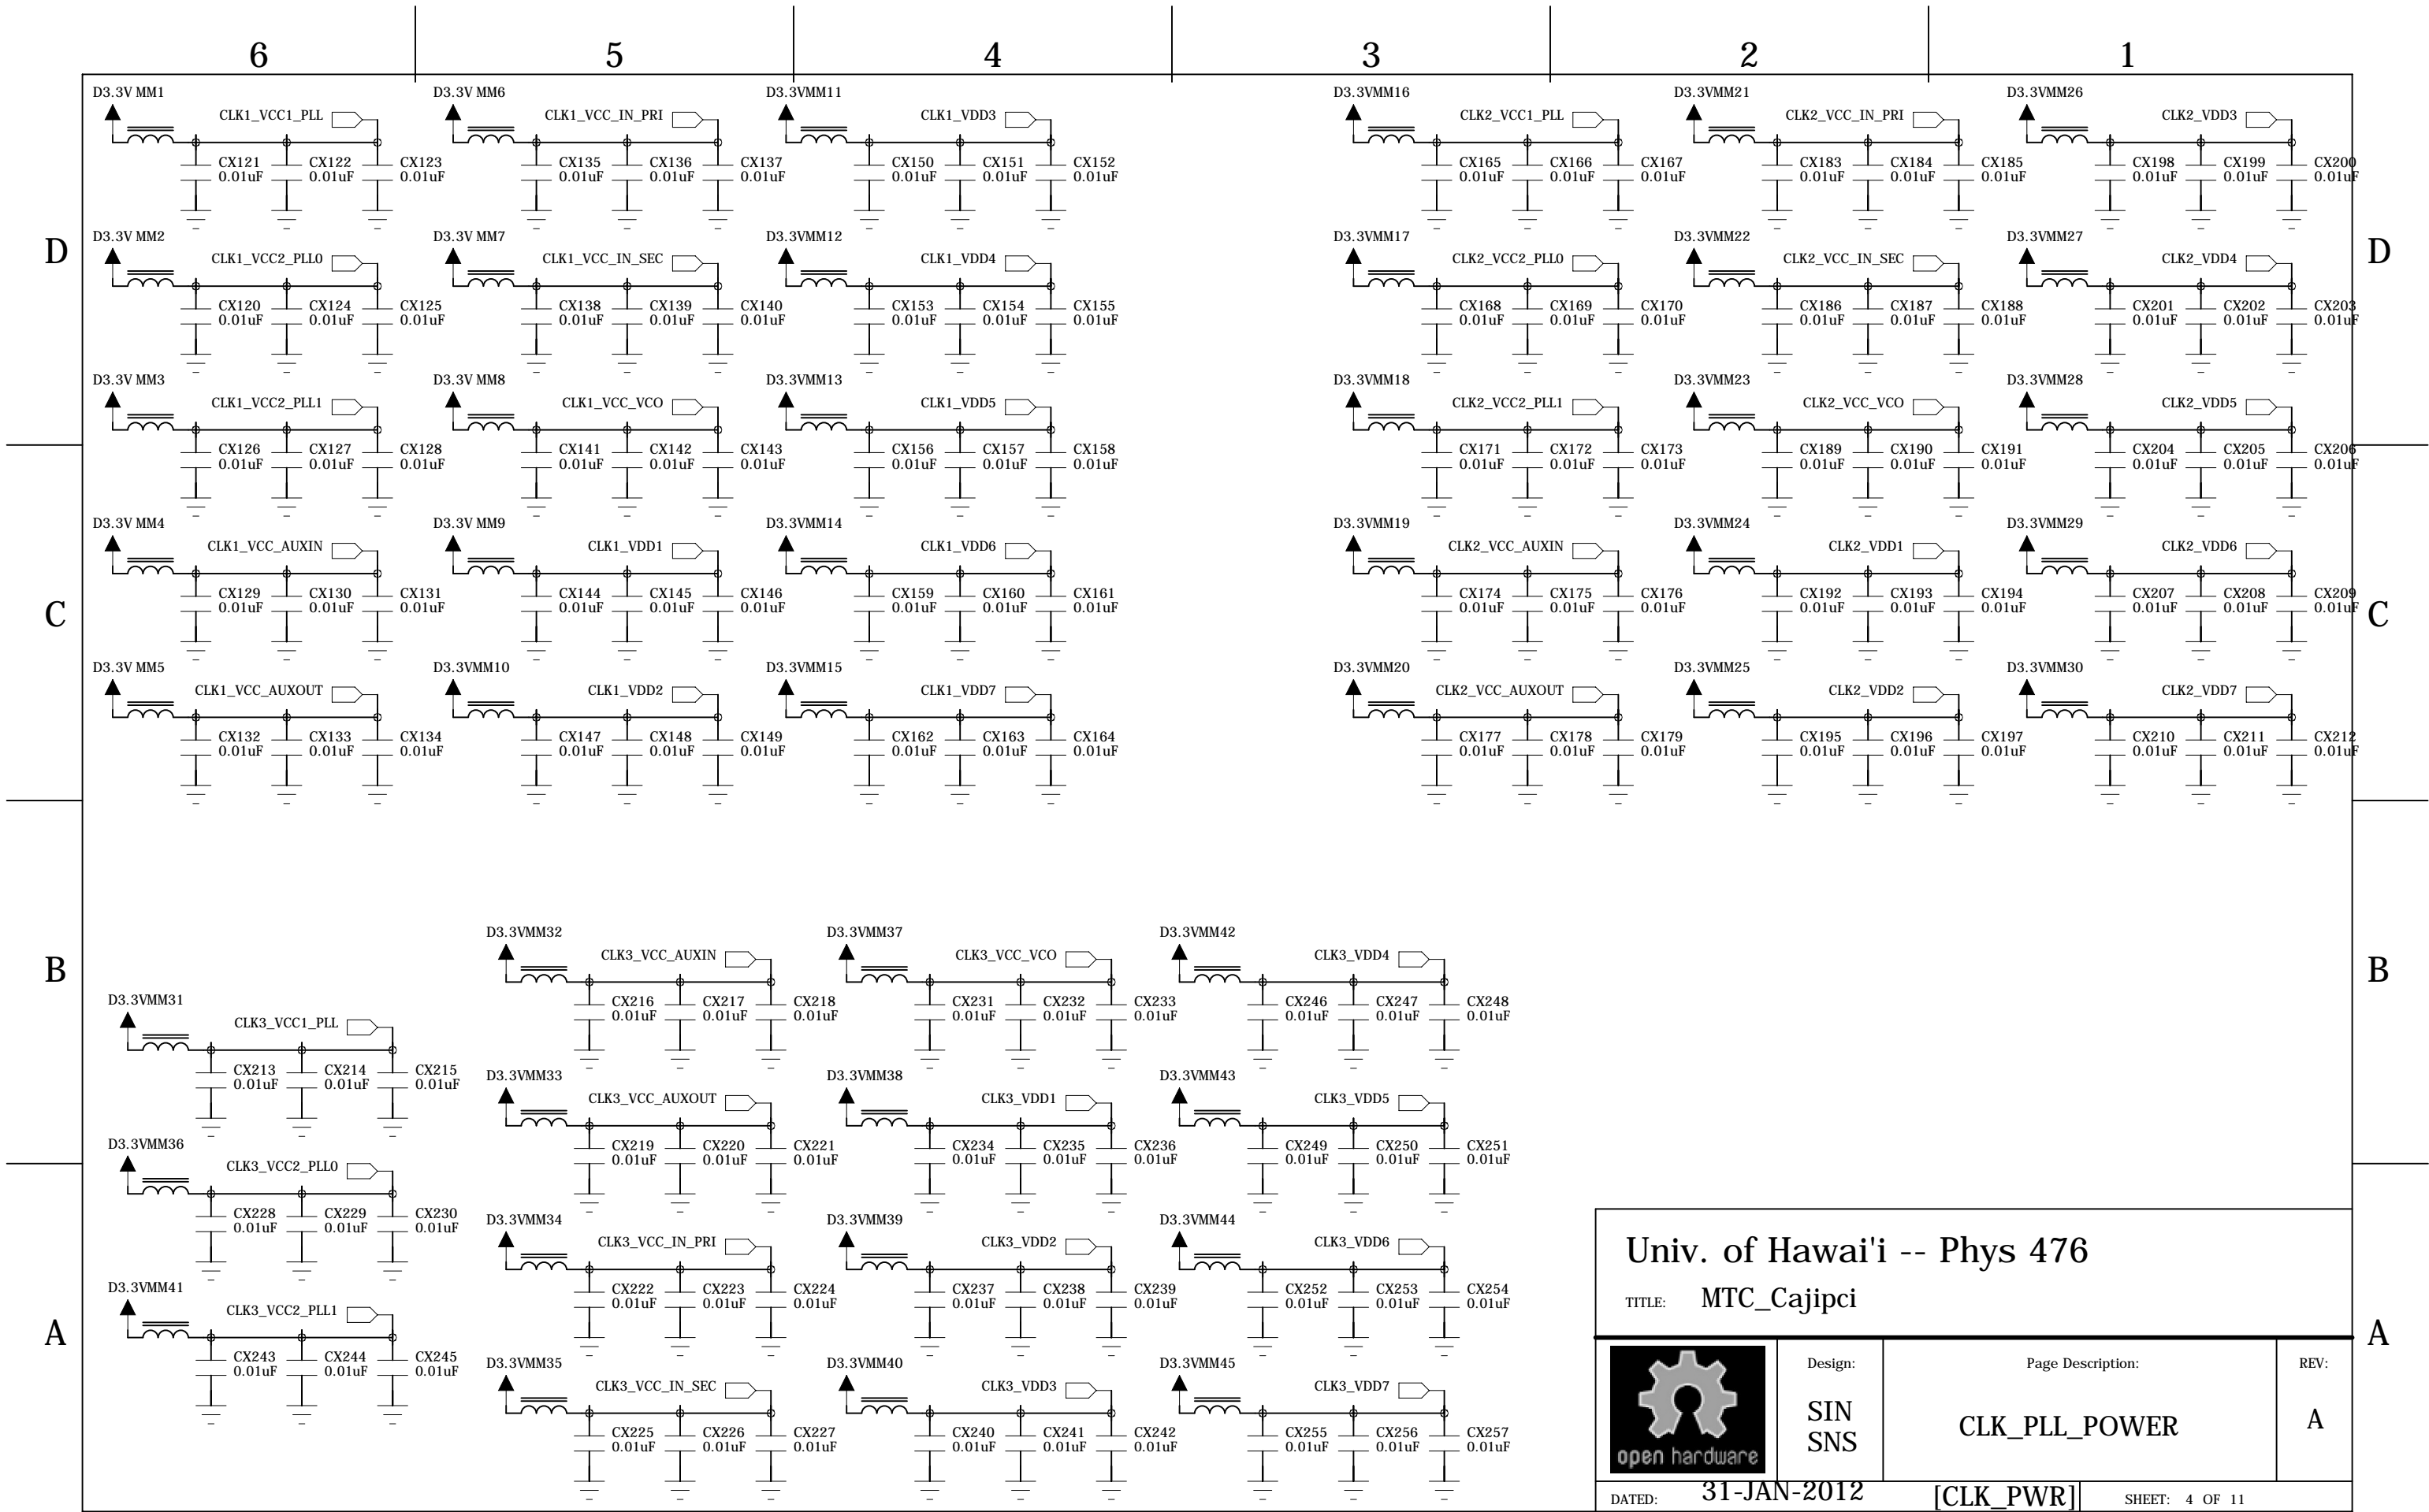 6 5 4 3 2 1
D3.3V MM1 D3.3V MM6 D3.3VMM11 D3.3VMM16 D3.3VMM21 D3.3VMM26
CLK1_VCC1_PLL CLK1_VCC_IN_PRI CLK1_VDD3 CLK2_VCC1_PLL CLK2_VCC_IN_PRI CLK2_VDD3
CX121 CX122 CX123 CX135 CX136 CX137 CX150 CX151 CX152 CX165 CX166 CX167 CX183 CX184 CX185 CX198 CX199 CX200
0.01uF 0.01uF 0.01uF 0.01uF 0.01uF 0.01uF 0.01uF 0.01uF 0.01uF 0.01uF 0.01uF 0.01uF 0.01uF 0.01uF 0.01uF 0.01uF 0.01uF 0.01uF
D3.3V MM2 D3.3V MM7 D3.3VMM12 D3.3VMM17 D3.3VMM22 D3.3VMM27
D D
CLK1_VCC2_PLL0 CLK1_VCC_IN_SEC CLK1_VDD4 CLK2_VCC2_PLL0 CLK2_VCC_IN_SEC CLK2_VDD4
CX120 CX124 CX125 CX138 CX139 CX140 CX153 CX154 CX155 CX168 CX169 CX170 CX186 CX187 CX188 CX201 CX202 CX203
0.01uF 0.01uF 0.01uF 0.01uF 0.01uF 0.01uF 0.01uF 0.01uF 0.01uF 0.01uF 0.01uF 0.01uF 0.01uF 0.01uF 0.01uF 0.01uF 0.01uF 0.01uF
D3.3V MM3 D3.3V MM8 D3.3VMM13 D3.3VMM18 D3.3VMM23 D3.3VMM28
CLK1_VCC2_PLL1 CLK1_VCC_VCO CLK1_VDD5 CLK2_VCC2_PLL1 CLK2_VCC_VCO CLK2_VDD5
CX126 CX127 CX128 CX141 CX142 CX143 CX156 CX157 CX158 CX171 CX172 CX173 CX189 CX190 CX191 CX204 CX205 CX206
0.01uF 0.01uF 0.01uF 0.01uF 0.01uF 0.01uF 0.01uF 0.01uF 0.01uF 0.01uF 0.01uF 0.01uF 0.01uF 0.01uF 0.01uF 0.01uF 0.01uF 0.01uF
D3.3V MM4 D3.3V MM9 D3.3VMM14 D3.3VMM19 D3.3VMM24 D3.3VMM29
CLK1_VCC_AUXIN CLK1_VDD1 CLK1_VDD6 CLK2_VCC_AUXIN CLK2_VDD1 CLK2_VDD6
CX129 CX130 CX131 CX144 CX145 CX146 CX159 CX160 CX161 CX174 CX175 CX176 CX192 CX193 CX194 CX207 CX208 CX209
0.01uF 0.01uF 0.01uF 0.01uF 0.01uF 0.01uF 0.01uF 0.01uF 0.01uF 0.01uF 0.01uF 0.01uF 0.01uF 0.01uF 0.01uF 0.01uF 0.01uF 0.01uF
C C
D3.3V MM5 D3.3VMM10 D3.3VMM15 D3.3VMM20 D3.3VMM25 D3.3VMM30
CLK1_VCC_AUXOUT CLK1_VDD2 CLK1_VDD7 CLK2_VCC_AUXOUT CLK2_VDD2 CLK2_VDD7
CX132 CX133 CX134 CX147 CX148 CX149 CX162 CX163 CX164 CX177 CX178 CX179 CX195 CX196 CX197 CX210 CX211 CX212
0.01uF 0.01uF 0.01uF 0.01uF 0.01uF 0.01uF 0.01uF 0.01uF 0.01uF 0.01uF 0.01uF 0.01uF 0.01uF 0.01uF 0.01uF 0.01uF 0.01uF 0.01uF
D3.3VMM32 D3.3VMM37 D3.3VMM42
CLK3_VCC_AUXIN CLK3_VCC_VCO CLK3_VDD4
B B
CX216 CX217 CX218 CX231 CX232 CX233 CX246 CX247 CX248
0.01uF 0.01uF 0.01uF 0.01uF 0.01uF 0.01uF 0.01uF 0.01uF 0.01uF
D3.3VMM31
CLK3_VCC1_PLL
CX213 CX214 CX215
0.01uF 0.01uF 0.01uF
D3.3VMM33 D3.3VMM38 D3.3VMM43
CLK3_VCC_AUXOUT CLK3_VDD1 CLK3_VDD5
CX219 CX220 CX221 CX234 CX235 CX236 CX249 CX250 CX251
0.01uF 0.01uF 0.01uF 0.01uF 0.01uF 0.01uF 0.01uF 0.01uF 0.01uF
D3.3VMM36
CLK3_VCC2_PLL0
CX228 CX229 CX230
0.01uF 0.01uF 0.01uF
D3.3VMM34 D3.3VMM39 D3.3VMM44
CLK3_VCC_IN_PRI CLK3_VDD2 CLK3_VDD6
CX222 CX223 CX224 CX237 CX238 CX239 CX252 CX253 CX254
0.01uF 0.01uF 0.01uF 0.01uF 0.01uF 0.01uF 0.01uF 0.01uF 0.01uF
D3.3VMM41
CLK3_VCC2_PLL1
A A
CX243 CX244 CX245
0.01uF 0.01uF 0.01uF
D3.3VMM35 D3.3VMM40 D3.3VMM45
CLK3_VCC_IN_SEC CLK3_VDD3 CLK3_VDD7
CX225 CX226 CX227 CX240 CX241 CX242 CX255 CX256 CX257
0.01uF 0.01uF 0.01uF 0.01uF 0.01uF 0.01uF 0.01uF 0.01uF 0.01uF
Univ. of Hawai'i -- Phys 476
TITLE: MTC_Cajipci
Design: Page Description: REV:
SIN
SNS
CLK_PLL_POWER
A
open hardware
DATED: 31-JAN-2012 [CLK_PWR] SHEET: 4 OF 11